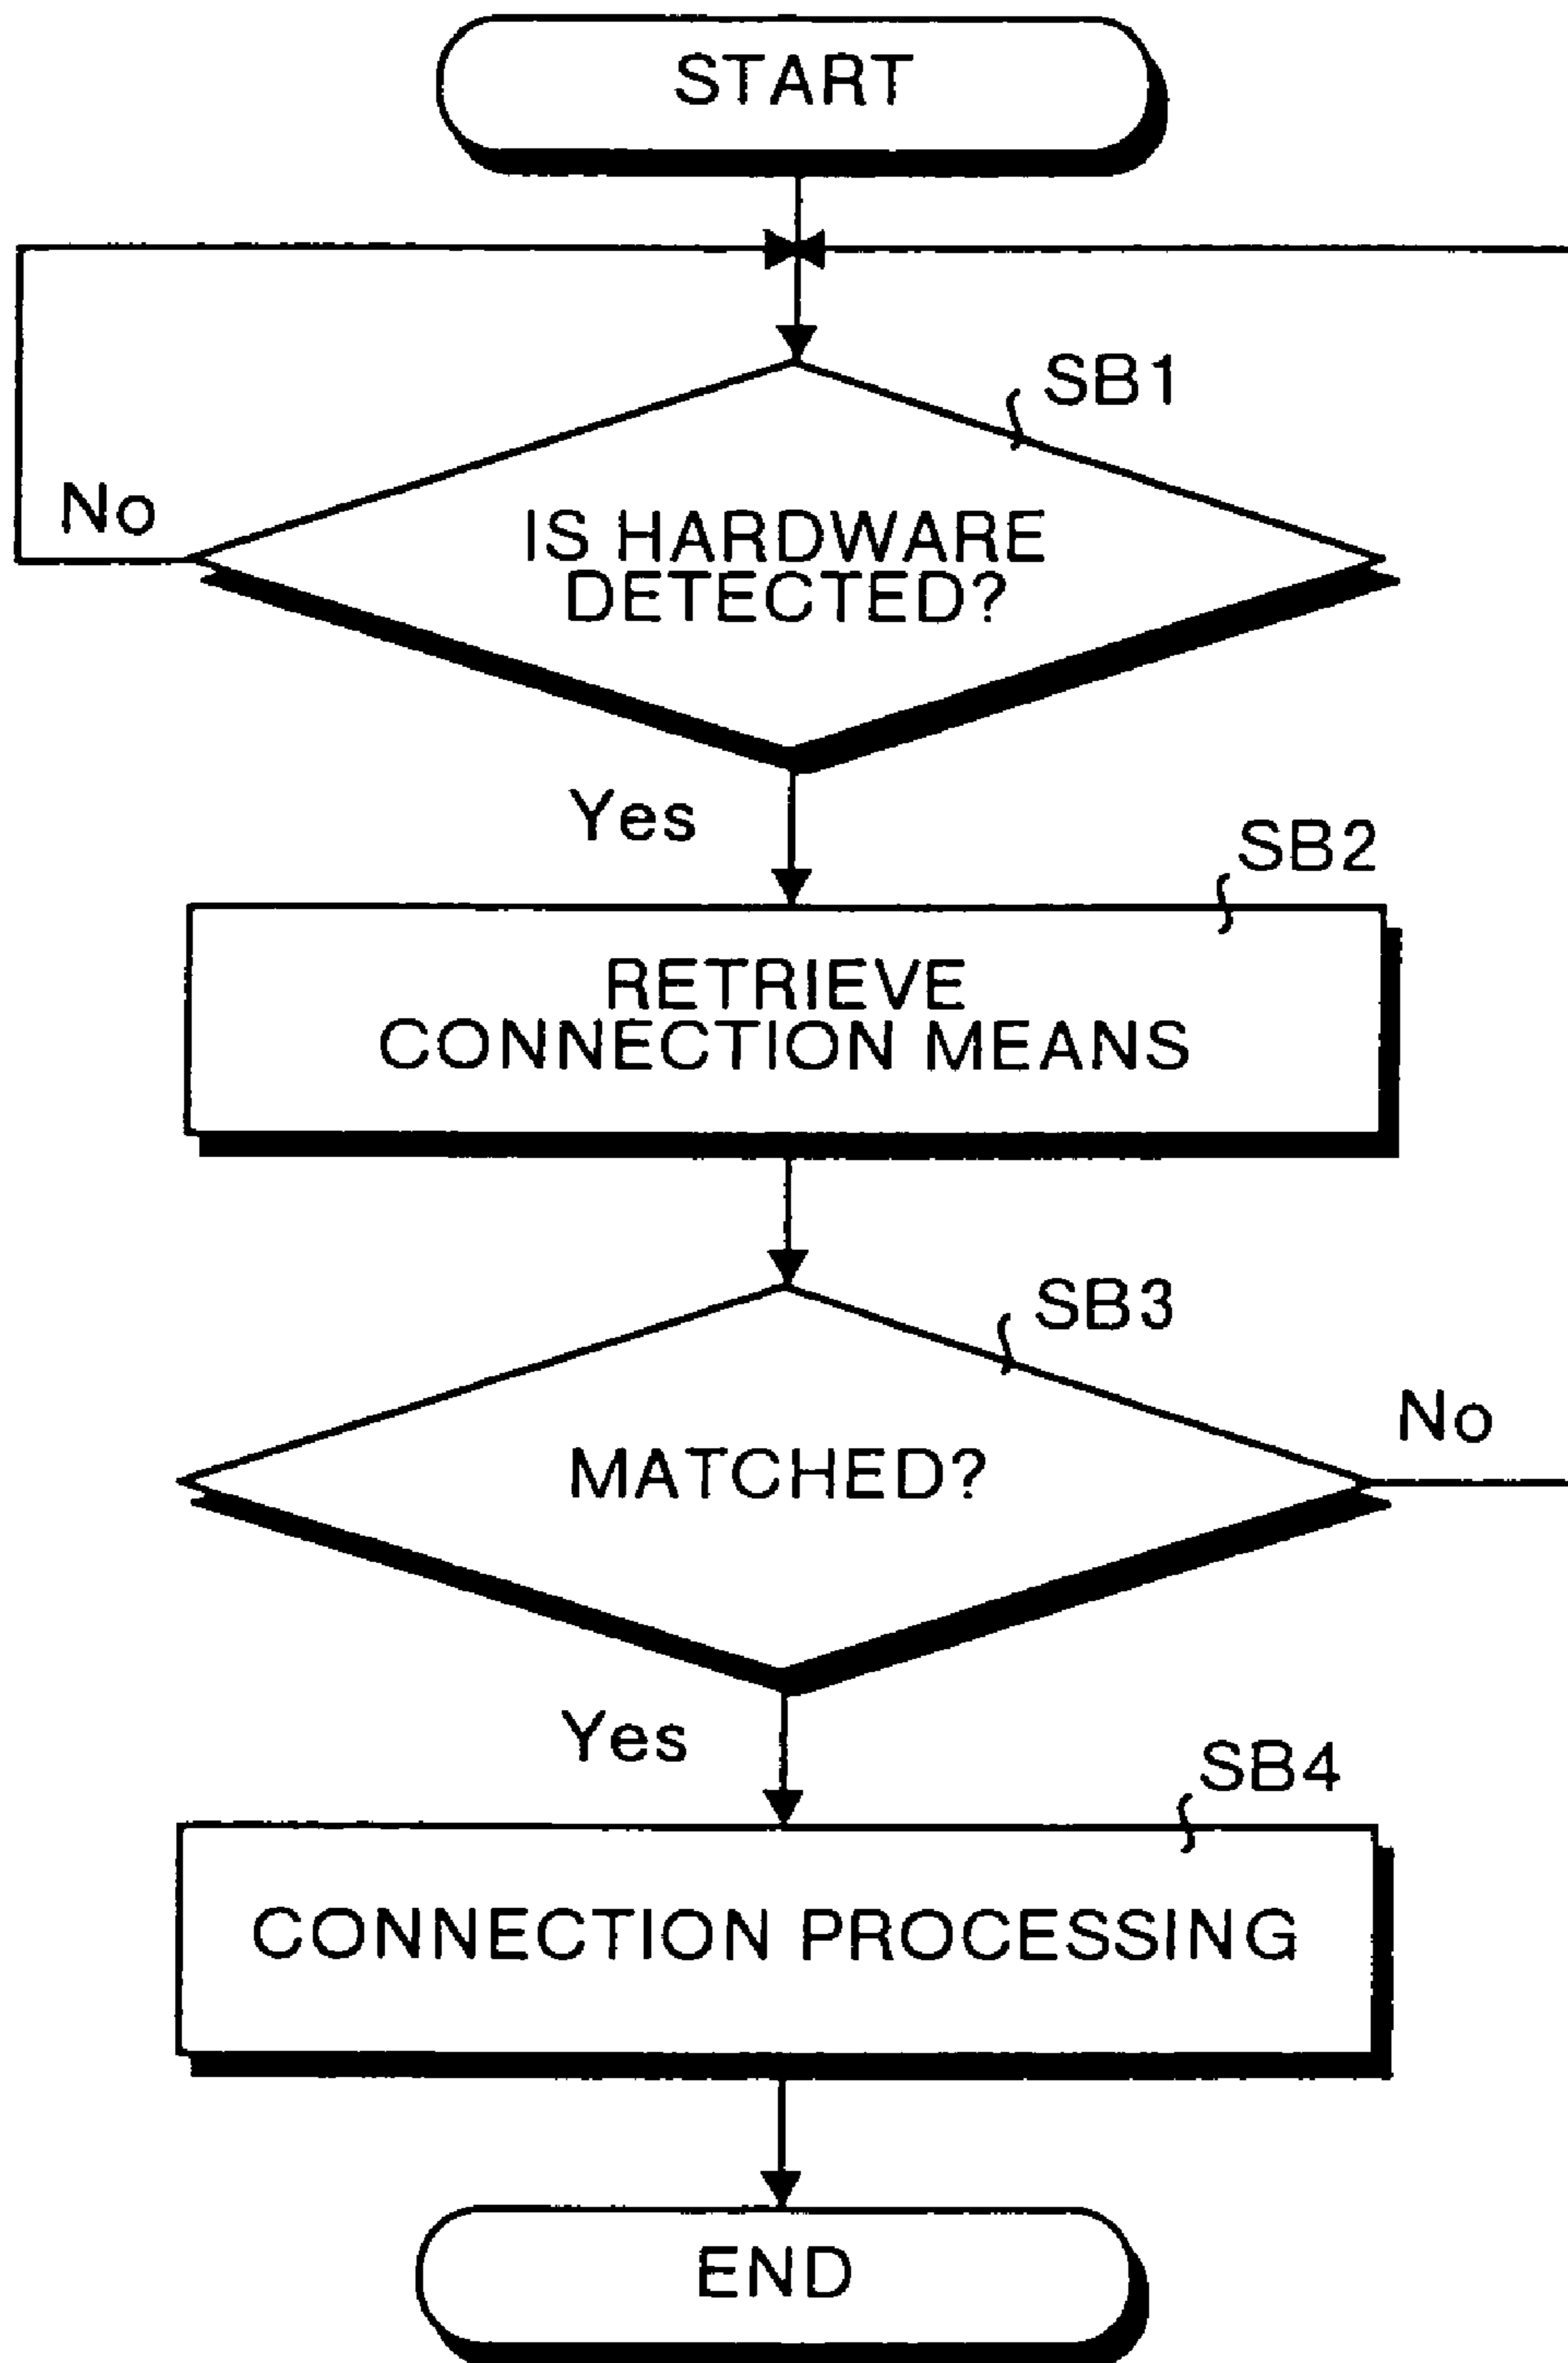 START
SB1
No
IS HARDWARE
DETECTED?
Yes
SB2
RETRIEVE
CONNECTION MEANS
SB3
No
MATCHED?
Yes
SB4
CONNECTION PROCESSING
END